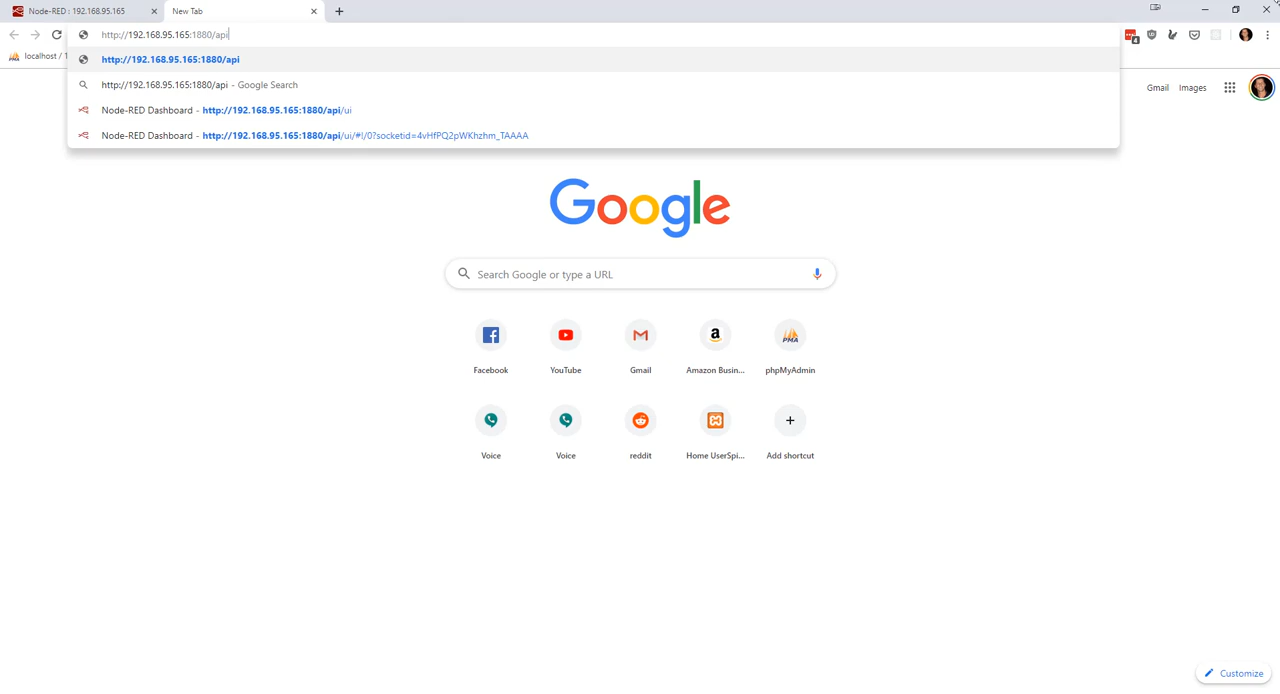 Node-RED : 192.168.95.165
New Tab
http://192.168.95.165:1880/api
4
localhost / 1
http://192.168.95.165:1880/api
http://192.168.95.165:1880/api - Google Search
Node-RED Dashboard - http://192.168.95.165:1880/api/ui
Node-RED Dashboard - http://192.168.95.165:1880/api/ui/#!/0?socketid=4vHfPQ2pWKhzhm_TAAAA
Gmail Images
Google
Search Google or type a URL
a
PMA
Facebook YouTube Gmail Amazon Busin... phpMyAdmin
Voice Voice reddit Home UserSpi... Add shortcut
Customize